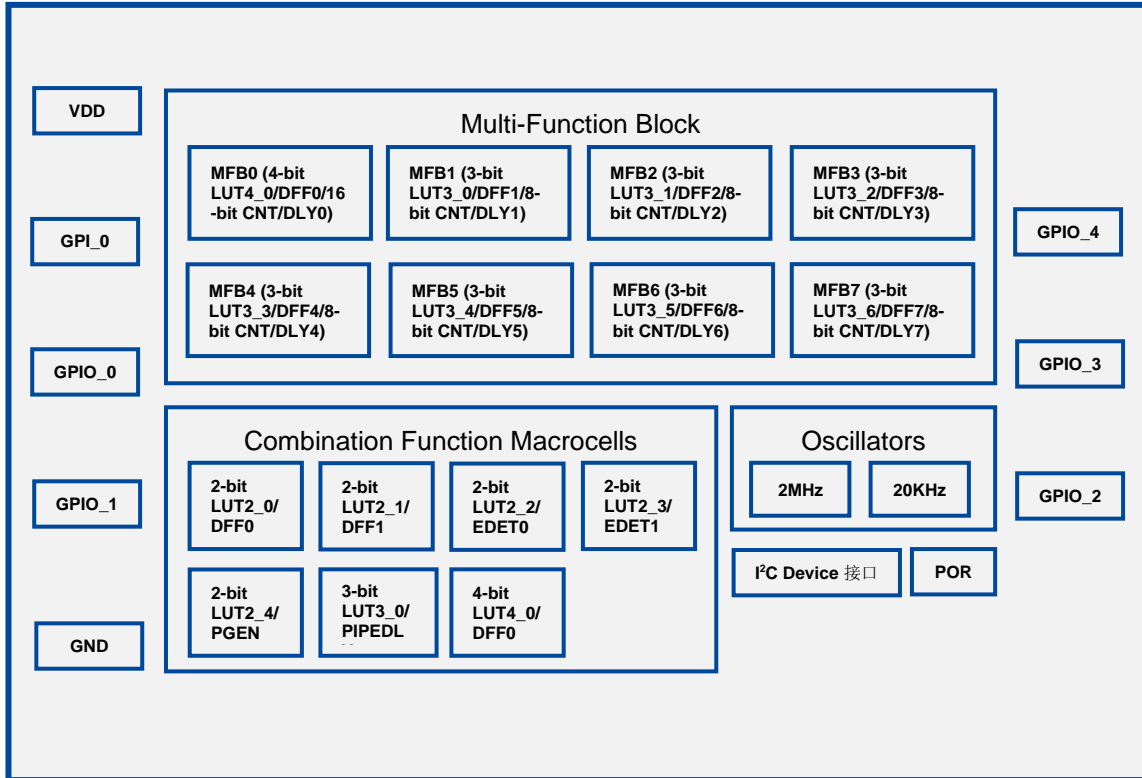 VDD
GPI_0
GPIO_0
GPIO_1
GND
Multi-Function Block
MFB0 (4-bit
LUT4_0/DFF0/16
-bit CNT/DLY0)
MFB1 (3-bit
LUT3_0/DFF1/8-
bit CNT/DLY1)
MFB2 (3-bit
LUT3_1/DFF2/8-
bit CNT/DLY2)
MFB3 (3-bit
LUT3_2/DFF3/8-
bit CNT/DLY3)
MFB4 (3-bit
LUT3_3/DFF4/8-
bit CNT/DLY4)
MFB5 (3-bit
LUT3_4/DFF5/8-
bit CNT/DLY5)
MFB6 (3-bit
LUT3_5/DFF6/8-
bit CNT/DLY6)
MFB7 (3-bit
LUT3_6/DFF7/8-
bit CNT/DLY7)
Combination Function Macrocells
2-bit
LUT2_0/
DFF0
2-bit
LUT2_1/
DFF1
2-bit
LUT2_2/
EDET0
2-bit
LUT2_3/
EDET1
2-bit
LUT2_4/
PGEN
3-bit
LUT3_0/
PIPEDL
4-bit
LUT4_0/
DFF0
Oscillators
2MHz
20KHz
I²C Device 接口
POR
GPIO_4
GPIO_3
GPIO_2